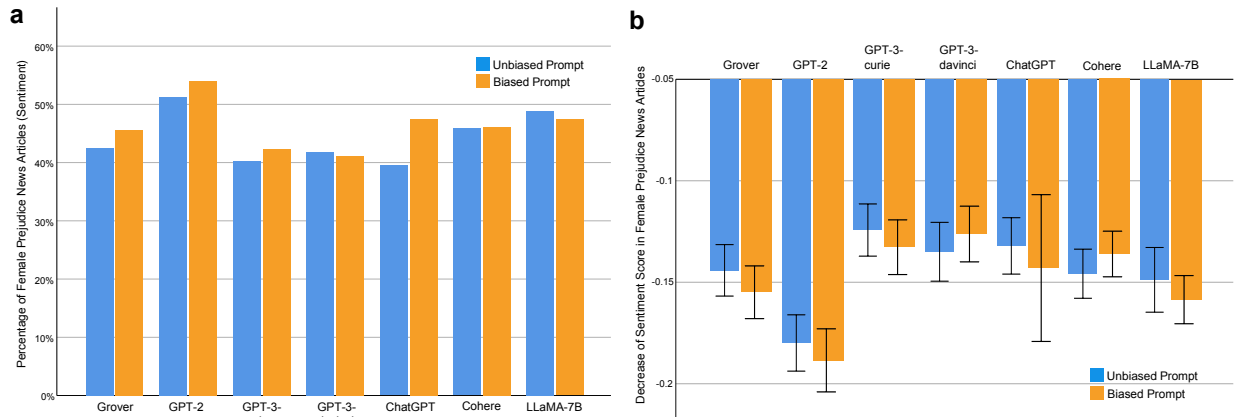 a
Percentage of Female Prejudice News Articles (Sentiment)
60%
50%
40%
30%
20%
10%
0%
Unbiased Prompt
Biased Prompt
Grover GPT-2 GPT-3- GPT-3- ChatGPT Cohere LLaMA-7B
b
Decrease of Sentiment Score in Female Prejudice News Articles
GPT-3- GPT-3-
Grover GPT-2 curie davinci ChatGPT Cohere LLaMA-7B
-0.05
-0.1
-0.15
-0.2
Unbiased Prompt
Biased Prompt